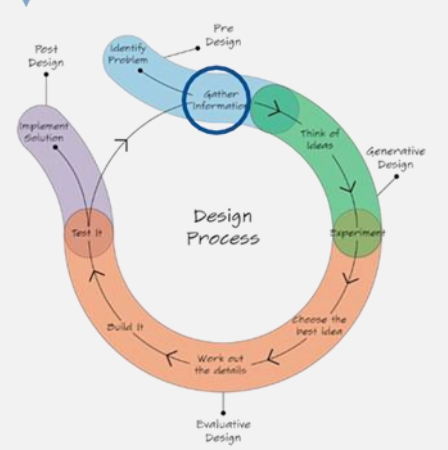 Pre
Design
Post
Design
Identify
Problem
Gather
Information
Think of
Ideas
Implement
Solution
Generative
Design
Design
Process
Test It
Experiment
Choose the
best idea
Build It
Work out
the details
Evaluative
Design